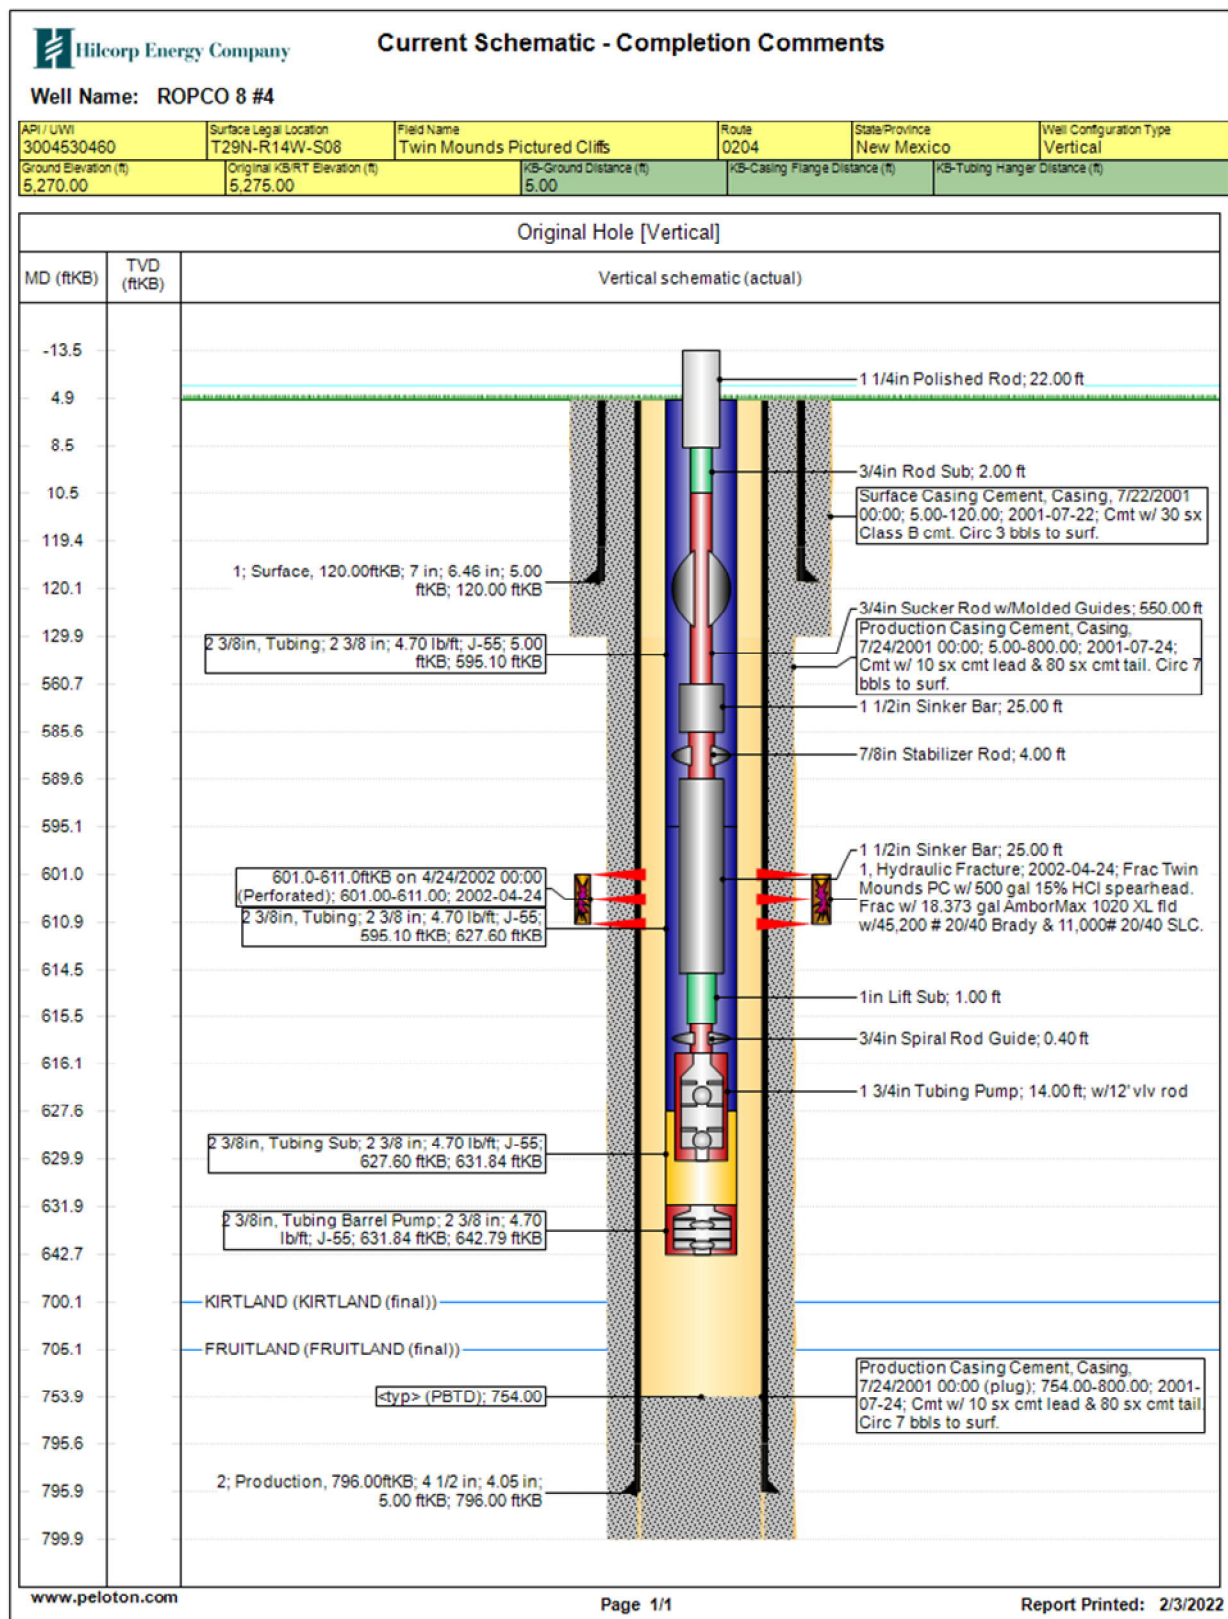 Hilcorp Energy Company
Current Schematic - Completion Comments
Well Name: ROPCO 8 #4
API / UWI
3004530460
Surface Legal Location
T29N-R14W-S08
Field Name
Twin Mounds Pictured Cliffs
Route
0204
State/Province
New Mexico
Well Configuration Type
Vertical
Ground Elevation (ft)
5,270.00
Original KB/RT Elevation (ft)
5,275.00
KB-Ground Distance (ft)
5.00
KB-Casing Flange Distance (ft)
KB-Tubing Hanger Distance (ft)
Original Hole [Vertical]
MD (ftKB)
TVD
(ftKB)
Vertical schematic (actual)
-13.5
1 1/4in Polished Rod; 22.00 ft
4.9
8.5
3/4in Rod Sub; 2.00 ft
10.5
Surface Casing Cement, Casing, 7/22/2001
00:00; 5.00-120.00; 2001-07-22; Cmt w/ 30 sx
Class B cmt. Circ 3 bbls to surf.
119.4
1; Surface, 120.00ftKB; 7 in; 6.46 in; 5.00
ftKB; 120.00 ftKB
120.1
3/4in Sucker Rod w/Molded Guides; 550.00 ft
129.9
2 3/8in, Tubing; 2 3/8 in; 4.70 lb/ft; J-55; 5.00
ftKB; 595.10 ftKB
Production Casing Cement, Casing,
7/24/2001 00:00; 5.00-800.00; 2001-07-24;
Cmt w/ 10 sx cmt lead & 80 sx cmt tail. Circ 7
bbls to surf.
560.7
1 1/2in Sinker Bar; 25.00 ft
585.6
7/8in Stabilizer Rod; 4.00 ft
589.6
595.1
1 1/2in Sinker Bar; 25.00 ft
601.0
601.0-611.0ftKB on 4/24/2002 00:00
(Perforated); 601.00-611.00; 2002-04-24
1, Hydraulic Fracture; 2002-04-24; Frac Twin
Mounds PC w/ 500 gal 15% HCl spearhead.
Frac w/ 18.373 gal AmborMax 1020 XL fld
w/45,200 # 20/40 Brady & 11,000# 20/40 SLC.
610.9
2 3/8in, Tubing; 2 3/8 in; 4.70 lb/ft; J-55;
595.10 ftKB; 627.60 ftKB
614.5
1in Lift Sub; 1.00 ft
615.5
3/4in Spiral Rod Guide; 0.40 ft
616.1
1 3/4in Tubing Pump; 14.00 ft; w/12' vlv rod
627.6
2 3/8in, Tubing Sub; 2 3/8 in; 4.70 lb/ft; J-55;
627.60 ftKB; 631.84 ftKB
629.9
631.9
2 3/8in, Tubing Barrel Pump; 2 3/8 in; 4.70
lb/ft; J-55; 631.84 ftKB; 642.79 ftKB
642.7
700.1
KIRTLAND (KIRTLAND (final))
705.1
FRUITLAND (FRUITLAND (final))
753.9
<typ> (PBTD); 754.00
Production Casing Cement, Casing,
7/24/2001 00:00 (plug); 754.00-800.00; 2001-
07-24; Cmt w/ 10 sx cmt lead & 80 sx cmt tail.
Circ 7 bbls to surf.
795.6
2; Production, 796.00ftKB; 4 1/2 in; 4.05 in;
5.00 ftKB; 796.00 ftKB
795.9
799.9
www.peloton.com
Page 1/1
Report Printed: 2/3/2022